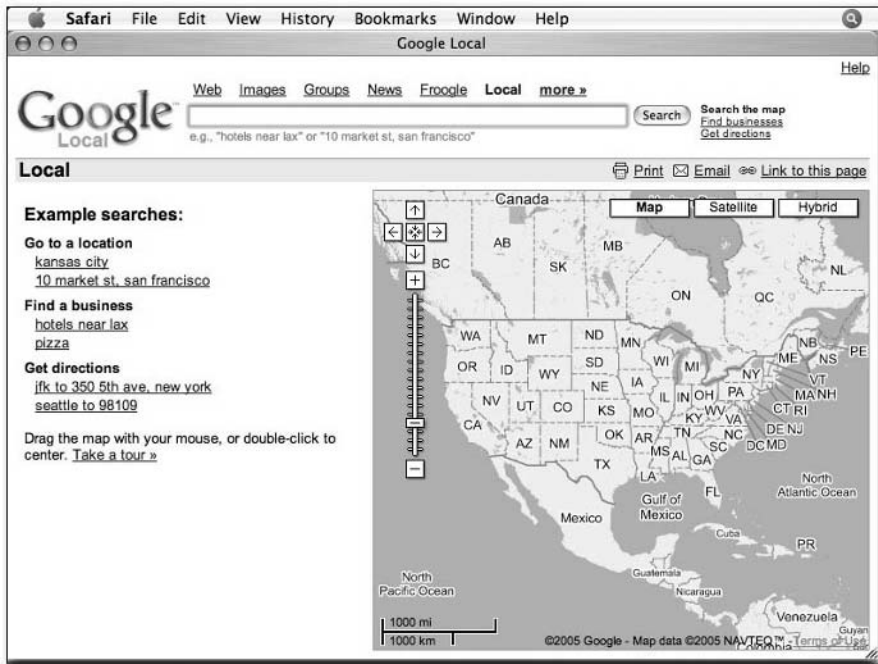 Safari File Edit View History Bookmarks Window Help
Google Local
Help
Google Local
Web Images Groups News Froogle Local more »
Search
e.g., "hotels near lax" or "10 market st, san francisco"
Search the map
Find businesses
Get directions
Local
Print Email Link to this page
Example searches:
Go to a location
kansas city
10 market st, san francisco
Find a business
hotels near lax
pizza
Get directions
jfk to 350 5th ave, new york
seattle to 98109
Drag the map with your mouse, or double-click to
center. Take a tour »
Canada
Map Satellite Hybrid
BC AB SK MB ON QC NL
WA MT ND MN NB PE
OR ID WY SD WI MI ME NS
NE IA NY VT
NV UT CO KS MO IL IN OH PA MA NH
CA KY WV VA CT RI
AZ NM OK AR TN NC DE NJ
MS AL GA SC DC MD
TX LA
FL
Gulf of
Mexico
North
Atlantic Ocean
Mexico
Cuba
PR
Guatemala
Nicaragua
North
Pacific Ocean
Venezuela
Guyan
Colombia
1000 mi
1000 km
©2005 Google - Map data ©2005 NAVTEQ™ - Terms of Use